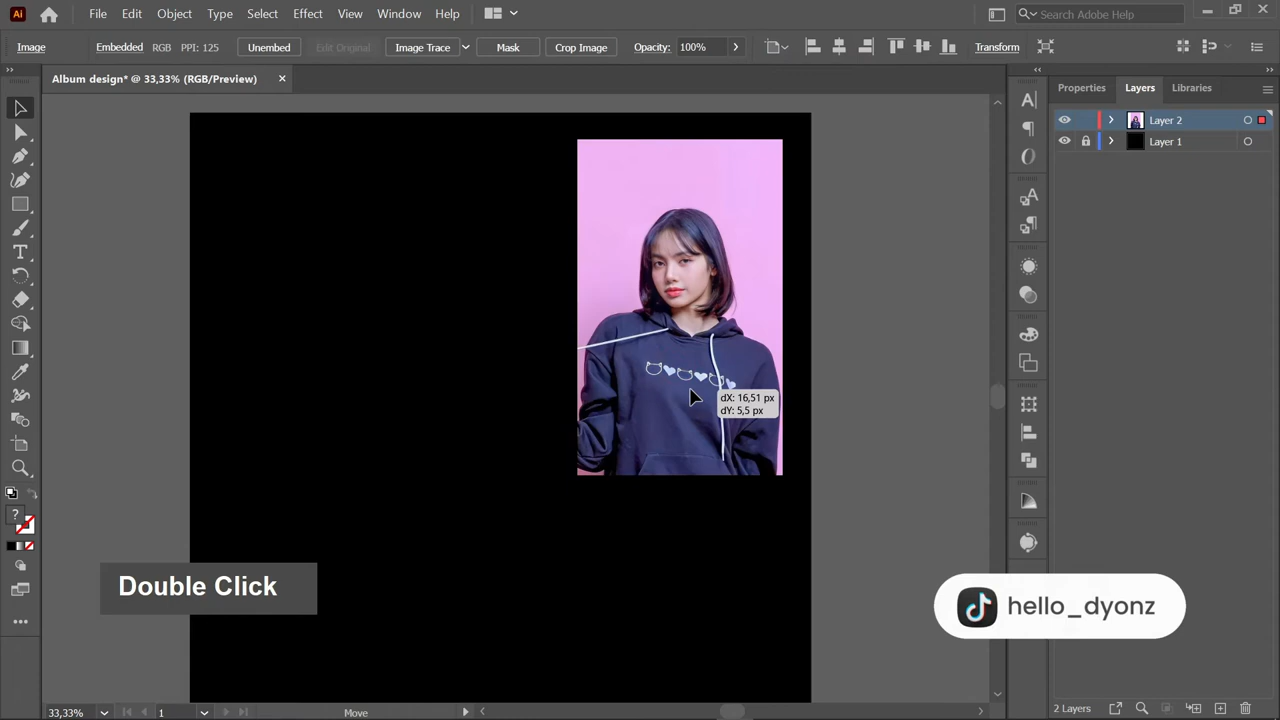 Ai File Edit Object Type Select Effect View Window Help Search Adobe Help
Image Embedded RGB PPI: 125 Unembed Edit Original Image Trace Mask Crop Image Opacity: 100% Transform
Album design* @ 33,33% (RGB/Preview)
Properties Layers Libraries
Layer 2
Layer 1
dX: 16,51 px
dY: 5,5 px
Double Click
hello_dyonz
33,33% 1 Move
2 Layers